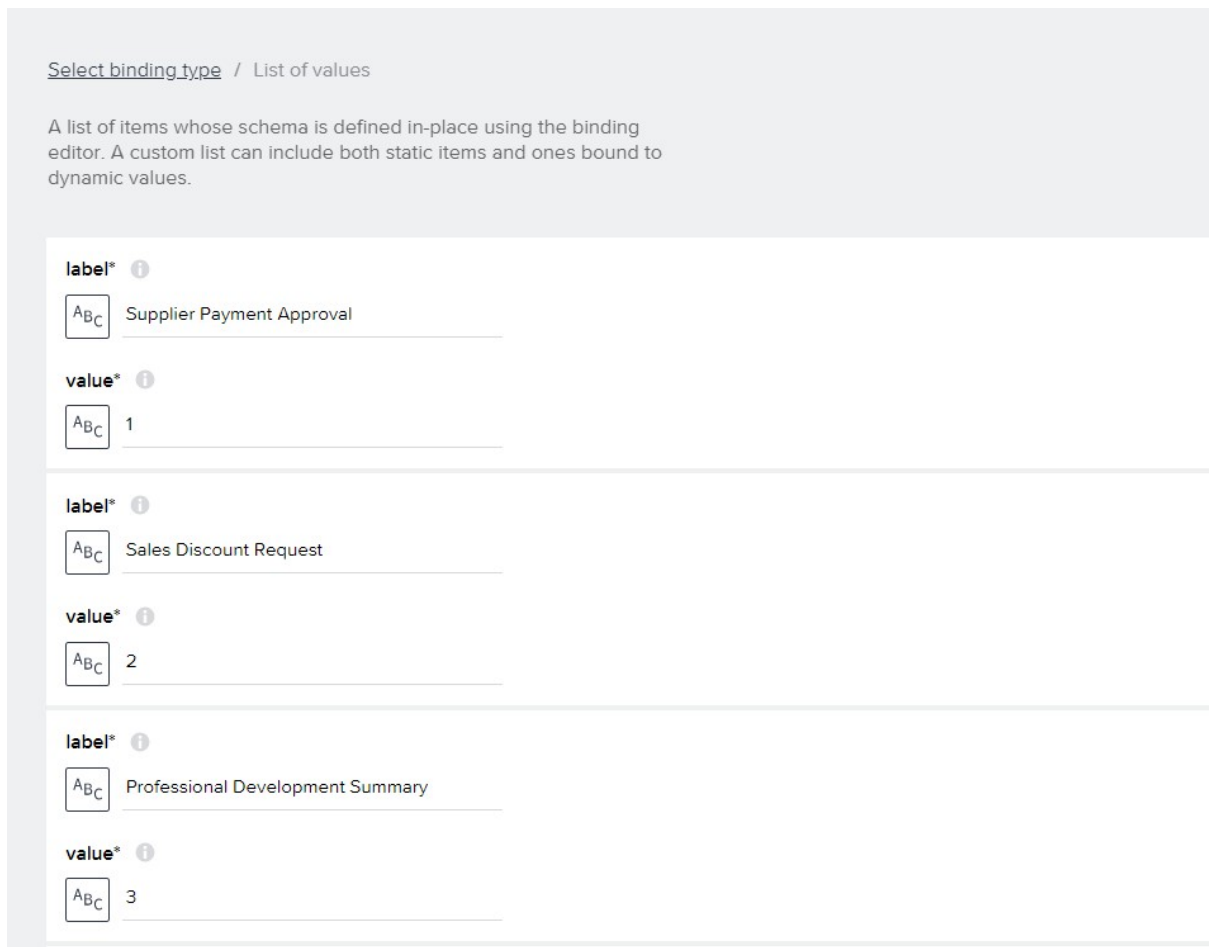 Select binding type / List of values
A list of items whose schema is defined in-place using the binding
editor. A custom list can include both static items and ones bound to
dynamic values.
label*
ABC Supplier Payment Approval
value*
ABC 1
label*
ABC Sales Discount Request
value*
ABC 2
label*
ABC Professional Development Summary
value*
ABC 3